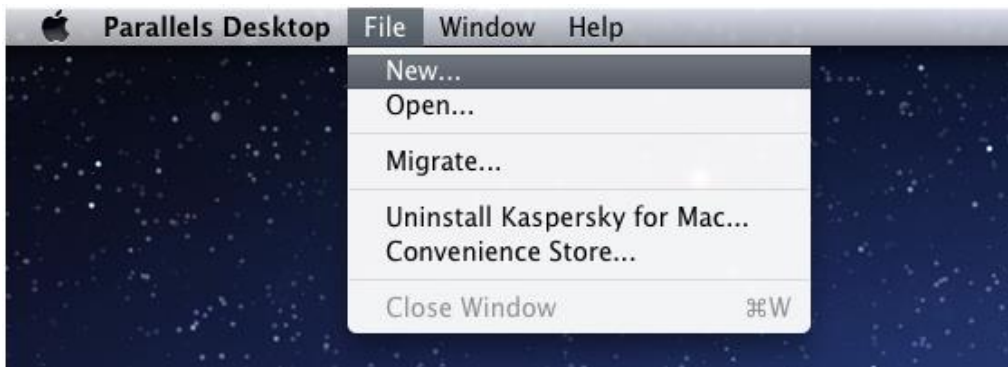 Parallels Desktop File Window Help
New...
Open...
Migrate...
Uninstall Kaspersky for Mac...
Convenience Store...
Close Window ⌘W